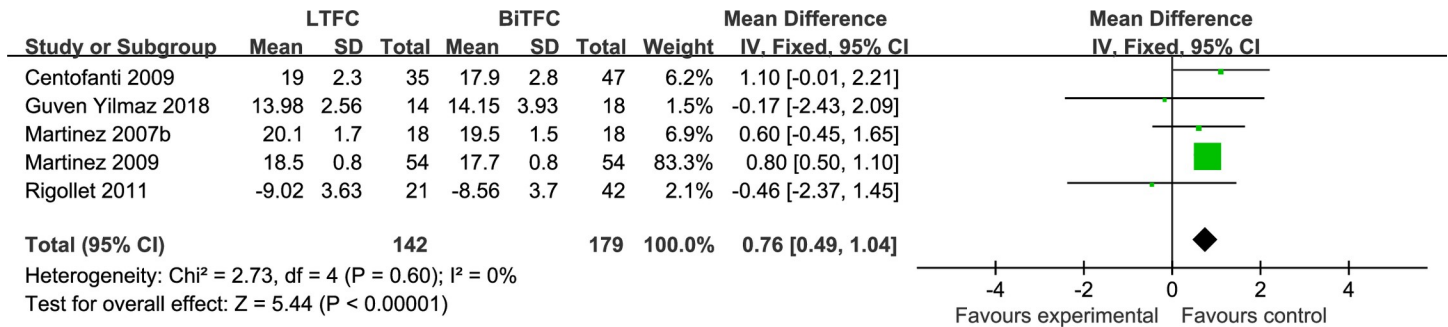 LTFC BiTFC Mean Difference Mean Difference
Study or Subgroup Mean SD Total Mean SD Total Weight IV, Fixed, 95% CI IV, Fixed, 95% CI
Centofanti 2009 19 2.3 35 17.9 2.8 47 6.2% 1.10 [-0.01, 2.21]
Guven Yilmaz 2018 13.98 2.56 14 14.15 3.93 18 1.5% -0.17 [-2.43, 2.09]
Martinez 2007b 20.1 1.7 18 19.5 1.5 18 6.9% 0.60 [-0.45, 1.65]
Martinez 2009 18.5 0.8 54 17.7 0.8 54 83.3% 0.80 [0.50, 1.10]
Rigollet 2011 -9.02 3.63 21 -8.56 3.7 42 2.1% -0.46 [-2.37, 1.45]
Total (95% CI) 142 179 100.0% 0.76 [0.49, 1.04]
Heterogeneity: Chi² = 2.73, df = 4 (P = 0.60); I² = 0%
Test for overall effect: Z = 5.44 (P < 0.00001)
-4 -2 0 2 4
Favours experimental Favours control